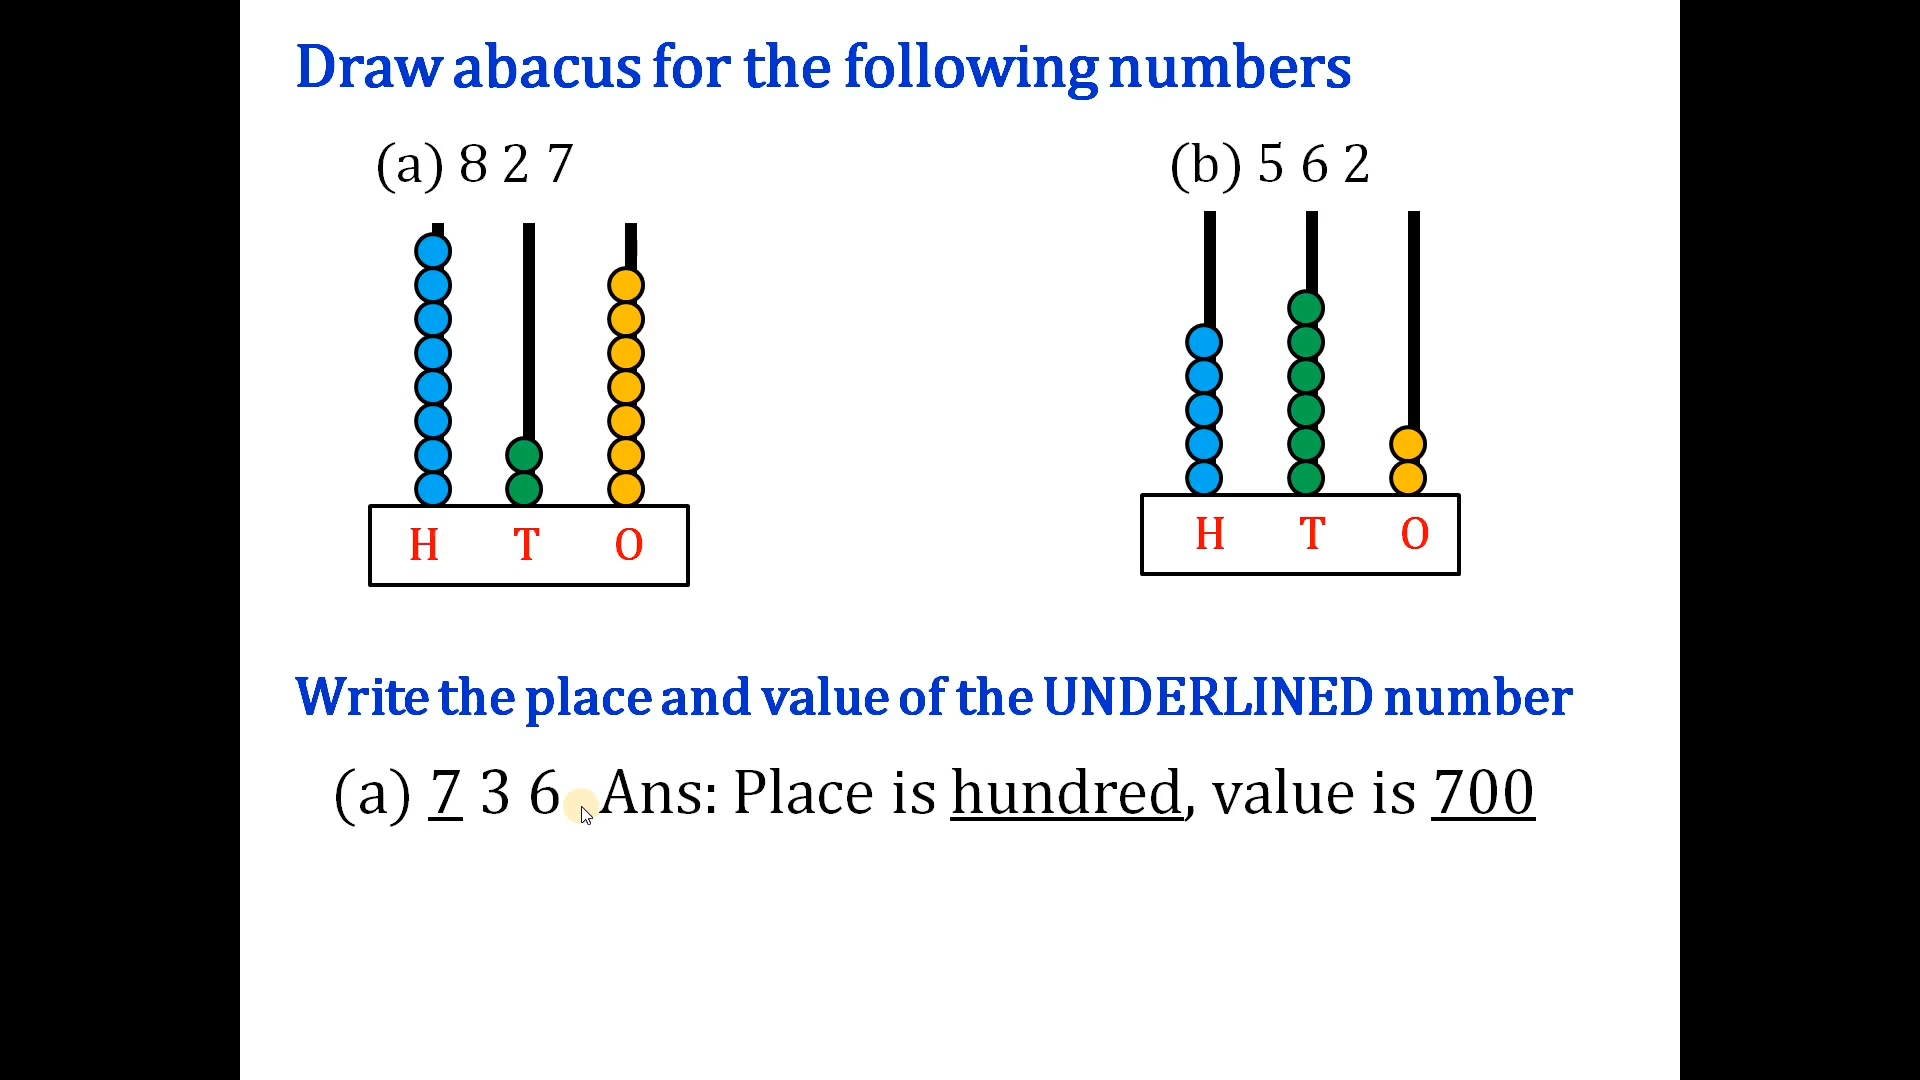 Draw abacus for the following numbers
(a) 8 2 7
(b) 5 6 2
H T O
H T O
Write the place and value of the UNDERLINED number
(a) 7 3 6 Ans: Place is hundred, value is 700